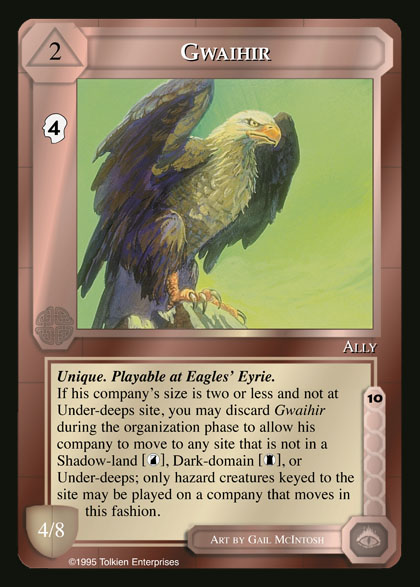 2
Gwaihir
4
Ally
Unique. Playable at Eagles' Eyrie.
If his company's size is two or less and not at
Under-deeps site, you may discard Gwaihir
during the organization phase to allow his
company to move to any site that is not in a
Shadow-land [], Dark-domain [], or
Under-deeps; only hazard creatures keyed to the
site may be played on a company that moves in
this fashion.
10
4/8
Art by Gail McIntosh
©1995 Tolkien Enterprises